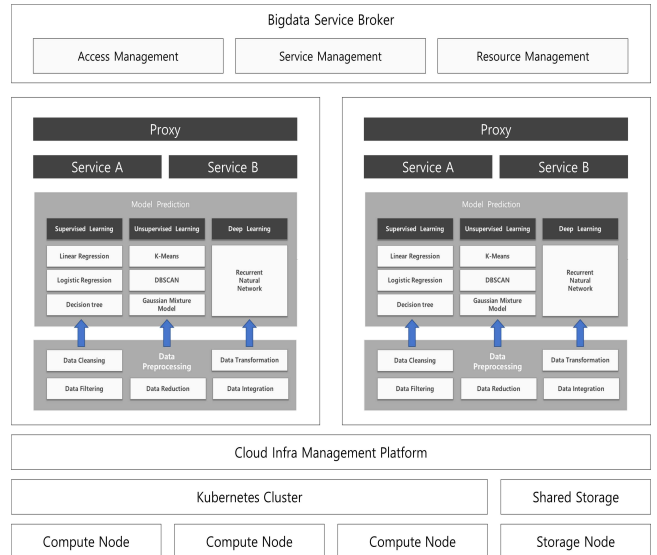 Bigdata Service Broker
Access Management
Service Management
Resource Management
Proxy
Service A
Service B
Model Prediction
Supervised Learning
Unsupervised Learning
Deep Learning
Linear Regression
K-Means
Recurrent
Natural
Network
Logistic Regression
DBSCAN
Decision tree
Gaussian Mixture
Model
Data Cleansing
Data
Preprocessing
Data Transformation
Data Filtering
Data Reduction
Data Integration
Proxy
Service A
Service B
Model Prediction
Supervised Learning
Unsupervised Learning
Deep Learning
Linear Regression
K-Means
Recurrent
Natural
Network
Logistic Regression
DBSCAN
Decision tree
Gaussian Mixture
Model
Data Cleansing
Data
Preprocessing
Data Transformation
Data Filtering
Data Reduction
Data Integration
Cloud Infra Management Platform
Kubernetes Cluster
Shared Storage
Compute Node
Compute Node
Compute Node
Storage Node